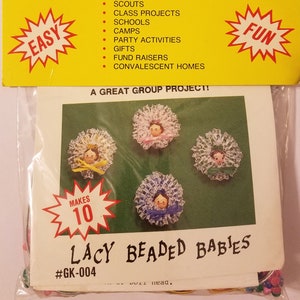 SCOUTS
CLASS PROJECTS
SCHOOLS
CAMPS
PARTY ACTIVITIES
GIFTS
FUND RAISERS
CONVALESCENT HOMES
EASY
FUN
A GREAT GROUP PROJECT!
MAKES
10
LACY BEADED BABIES
#GK-004